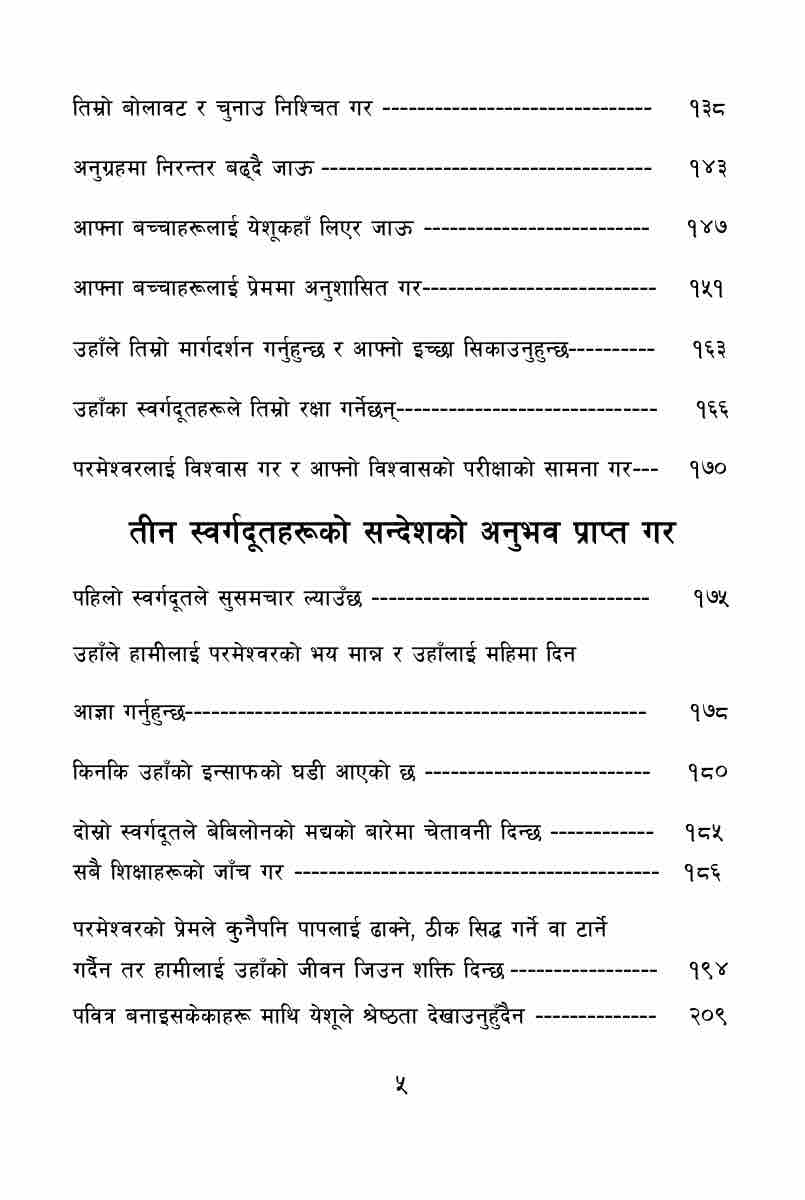 तिम्रो बोलावट र चुनाउ निश्चित गर ------------------------------- १३८
अनुग्रहमा निरन्तर बढ्दै जाऊ -------------------------------------- १४३
आफ्ना बच्चाहरूलाई येशूकहाँ लिएर जाऊ -------------------------- १४७
आफ्ना बच्चाहरूलाई प्रेममा अनुशासित गर--------------------------- १५१
उहाँले तिम्रो मार्गदर्शन गर्नुहुन्छ र आफ्नो इच्छा सिकाउनुहुन्छ---------- १६३
उहाँका स्वर्गदूतहरूले तिम्रो रक्षा गर्नेछन्------------------------------ १६६
परमेश्वरलाई विश्वास गर र आफ्नो विश्वासको परीक्षाको सामना गर--- १७०
तीन स्वर्गदूतहरूको सन्देशको अनुभव प्राप्त गर
पहिलो स्वर्गदूतले सुसमचार ल्याउँछ -------------------------------- १७५
उहाँले हामीलाई परमेश्वरको भय मान्न र उहाँलाई महिमा दिन
आज्ञा गर्नुहुन्छ----------------------------------------------------- १७८
किनकि उहाँको इन्साफको घडी आएको छ -------------------------- १८०
दोस्रो स्वर्गदूतले बेबिलोनको मद्यको बारेमा चेतावनी दिन्छ ------------ १८५
सबै शिक्षाहरूको जाँच गर ------------------------------------------ १८६
परमेश्वरको प्रेमले कुनैपनि पापलाई ढाक्ने, ठीक सिद्ध गर्ने वा टार्ने
गर्दैन तर हामीलाई उहाँको जीवन जिउन शक्ति दिन्छ ----------------- १९४
पवित्र बनाइसकेकाहरू माथि येशूले श्रेष्ठता देखाउनुहुँदैन -------------- २०९
५